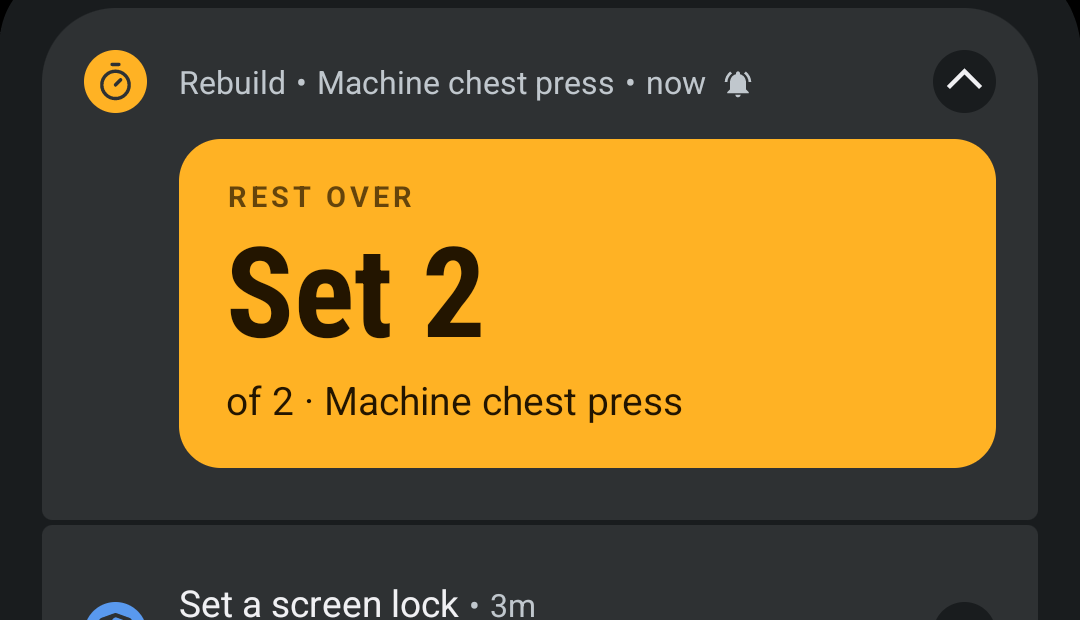 Rebuild • Machine chest press • now
REST OVER
Set 2
of 2 · Machine chest press
Set a screen lock • 3m